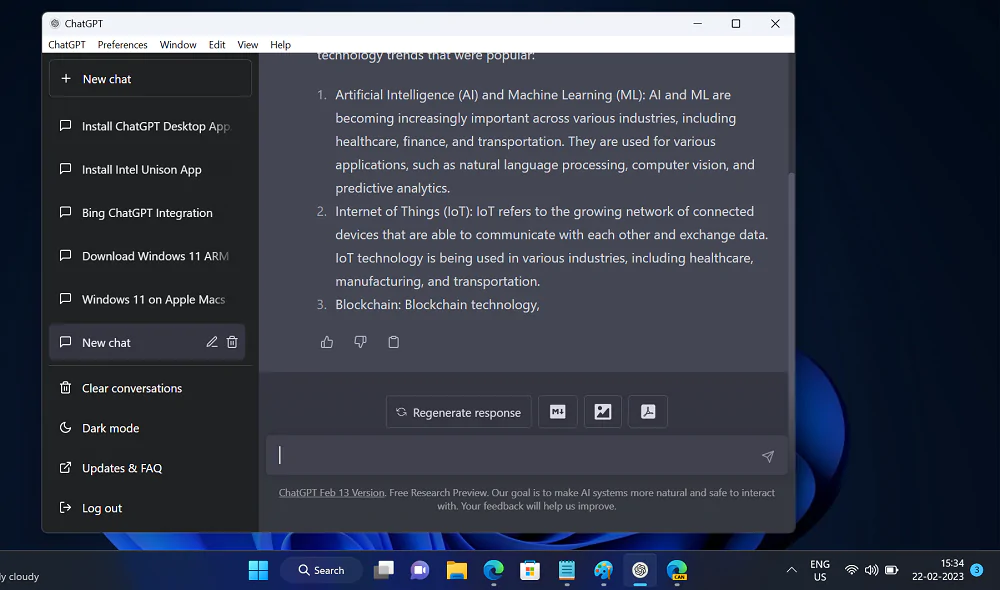 ChatGPT
ChatGPT Preferences Window Edit View Help
New chat
Install ChatGPT Desktop App
Install Intel Unison App
Bing ChatGPT Integration
Download Windows 11 ARM
Windows 11 on Apple Macs
New chat
Clear conversations
Dark mode
Updates & FAQ
Log out
technology trends that were popular:
1. Artificial Intelligence (AI) and Machine Learning (ML): AI and ML are
becoming increasingly important across various industries, including
healthcare, finance, and transportation. They are used for various
applications, such as natural language processing, computer vision, and
predictive analytics.
2. Internet of Things (IoT): IoT refers to the growing network of connected
devices that are able to communicate with each other and exchange data.
IoT technology is being used in various industries, including healthcare,
manufacturing, and transportation.
3. Blockchain: Blockchain technology,
Regenerate response
M
ChatGPT Feb 13 Version. Free Research Preview. Our goal is to make AI systems more natural and safe to interact
with. Your feedback will help us improve.
y cloudy
Search
CAN
ENG
US
15:34
22-02-2023
3